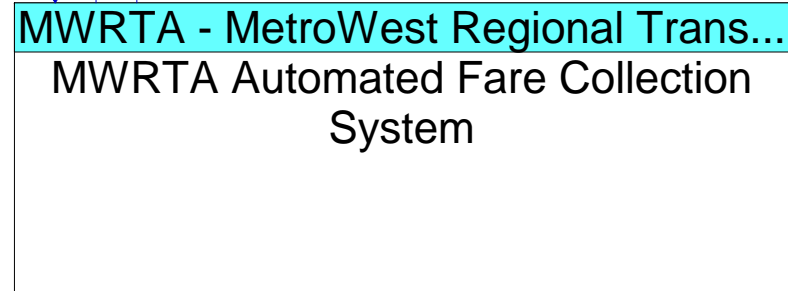 MWRTA - MetroWest Regional Trans...
MWRTA Automated Fare Collection
System